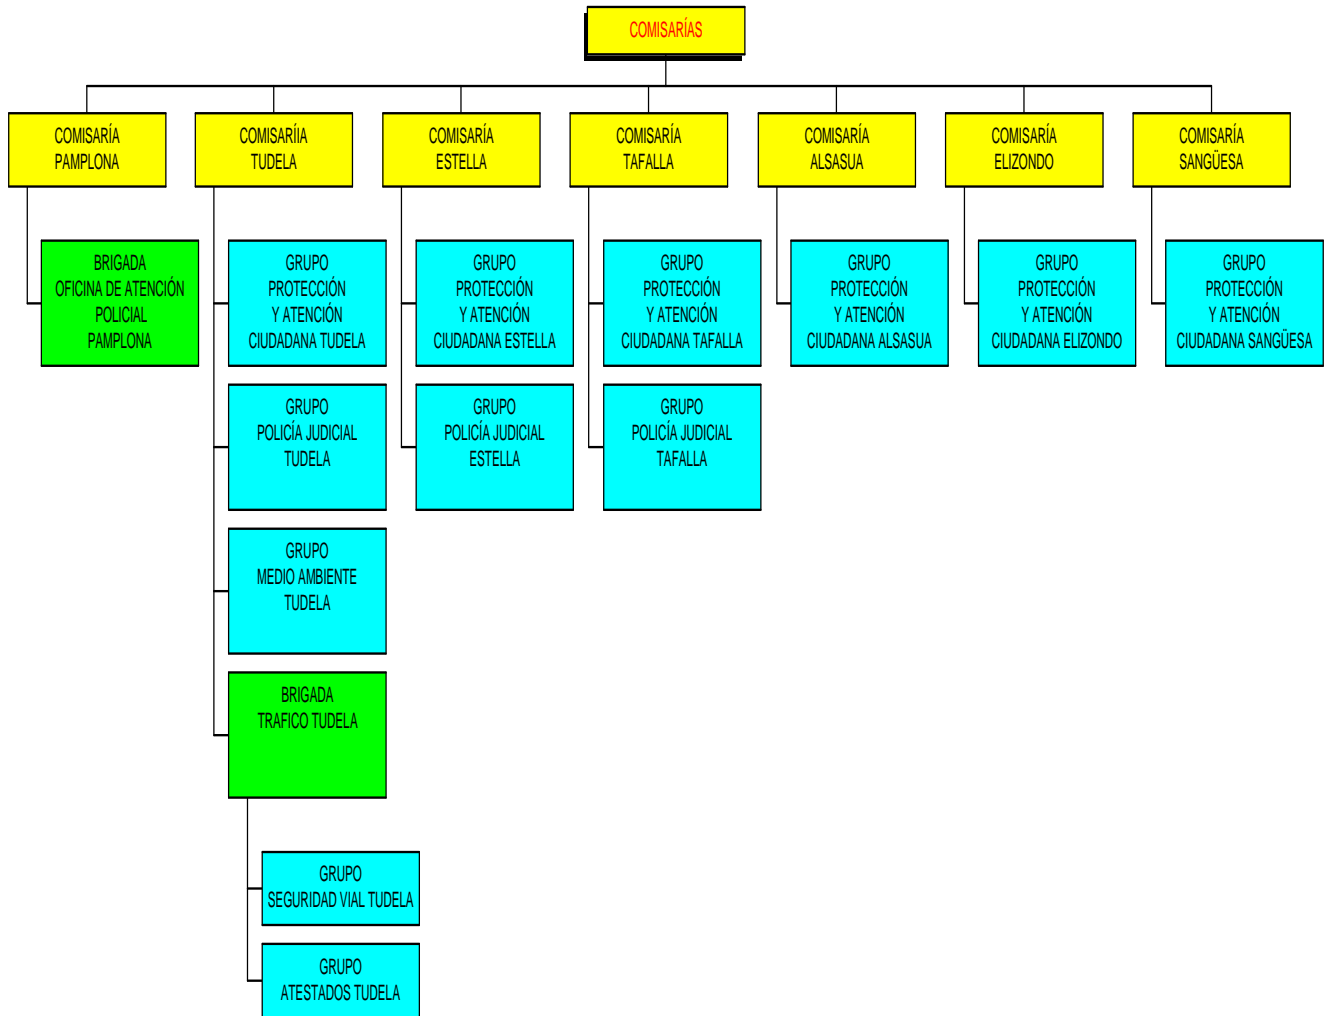 COMISARÍAS
COMISARÍA
PAMPLONA
COMISARÍIA
TUDELA
COMISARÍA
ESTELLA
COMISARÍA
TAFALLA
COMISARÍA
ALSASUA
COMISARÍA
ELIZONDO
COMISARÍA
SANGÜESA
BRIGADA
OFICINA DE ATENCIÓN
POLICIAL
PAMPLONA
GRUPO
PROTECCIÓN
Y ATENCIÓN
CIUDADANA TUDELA
GRUPO
PROTECCIÓN
Y ATENCIÓN
CIUDADANA ESTELLA
GRUPO
PROTECCIÓN
Y ATENCIÓN
CIUDADANA TAFALLA
GRUPO
PROTECCIÓN
Y ATENCIÓN
CIUDADANA ALSASUA
GRUPO
PROTECCIÓN
Y ATENCIÓN
CIUDADANA ELIZONDO
GRUPO
PROTECCIÓN
Y ATENCIÓN
CIUDADANA SANGÜESA
GRUPO
POLICÍA JUDICIAL
TUDELA
GRUPO
POLICÍA JUDICIAL
ESTELLA
GRUPO
POLICÍA JUDICIAL
TAFALLA
GRUPO
MEDIO AMBIENTE
TUDELA
BRIGADA
TRAFICO TUDELA
GRUPO
SEGURIDAD VIAL TUDELA
GRUPO
ATESTADOS TUDELA